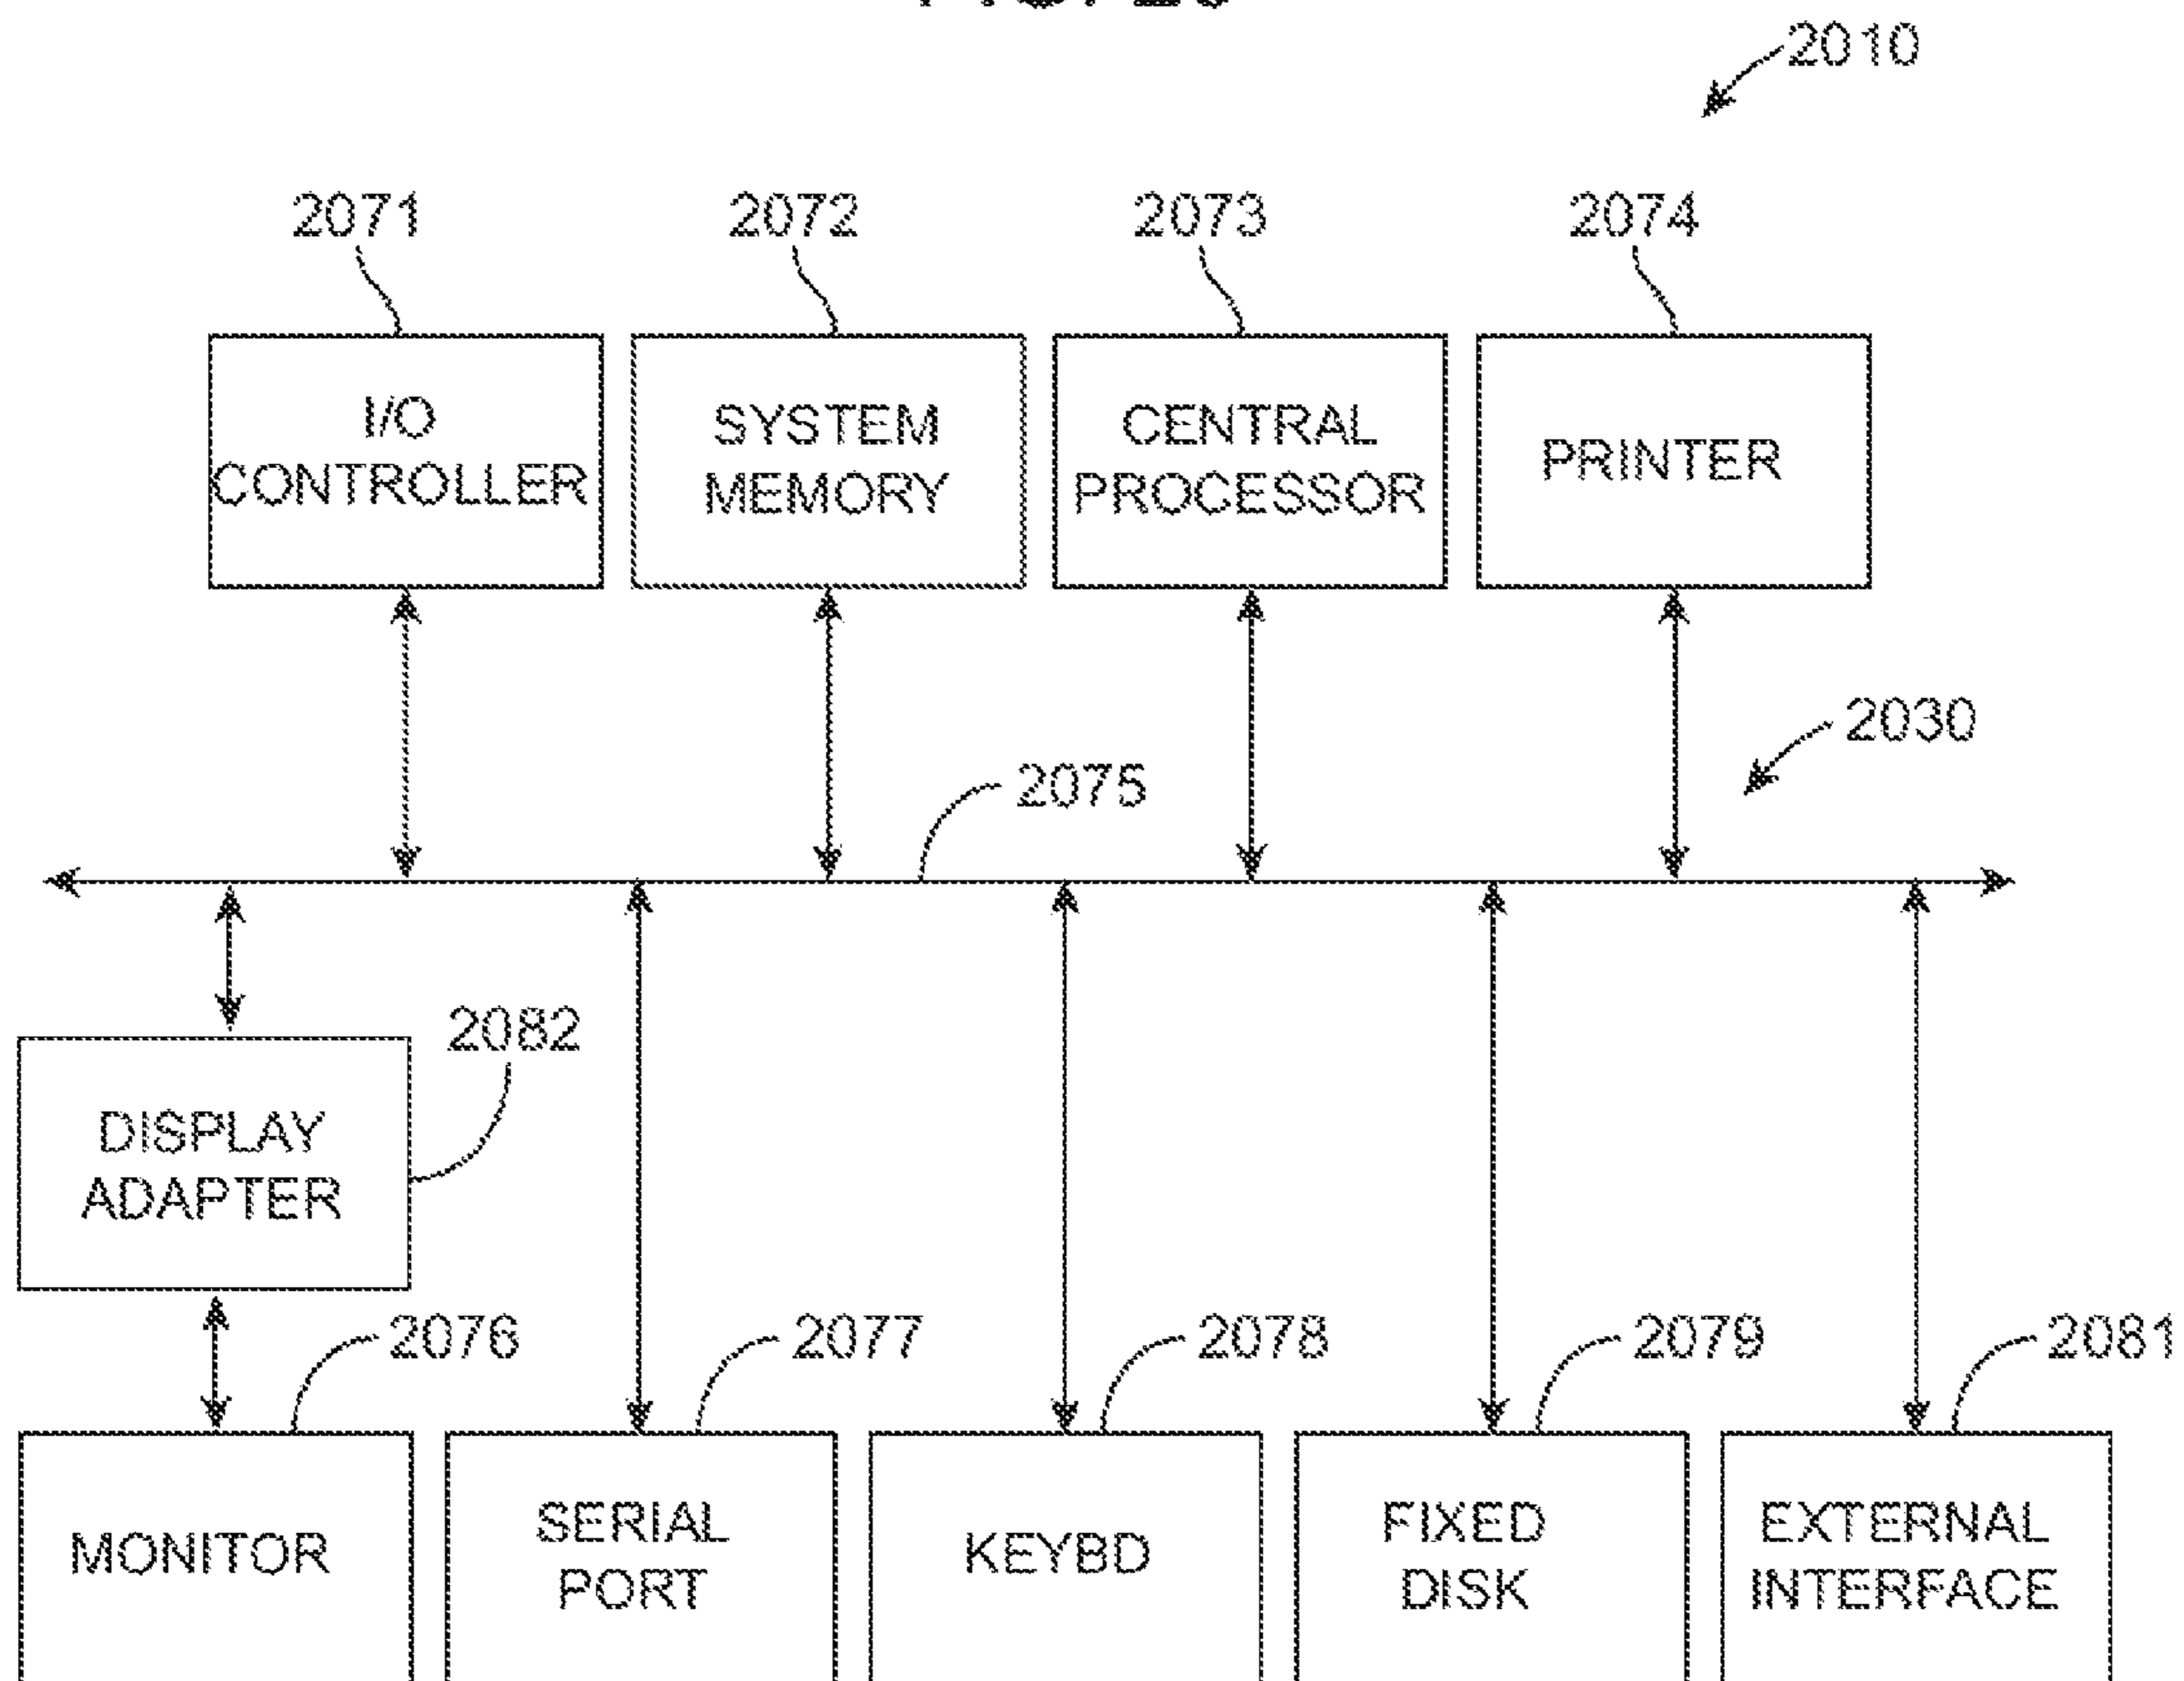 2010
2071
2072
2073
2074
I/O
CONTROLLER
SYSTEM
MEMORY
CENTRAL
PROCESSOR
PRINTER
2030
2075
2082
DISPLAY
ADAPTER
2076
2077
2078
2079
2081
MONITOR
SERIAL
PORT
KEYBD
FIXED
DISK
EXTERNAL
INTERFACE